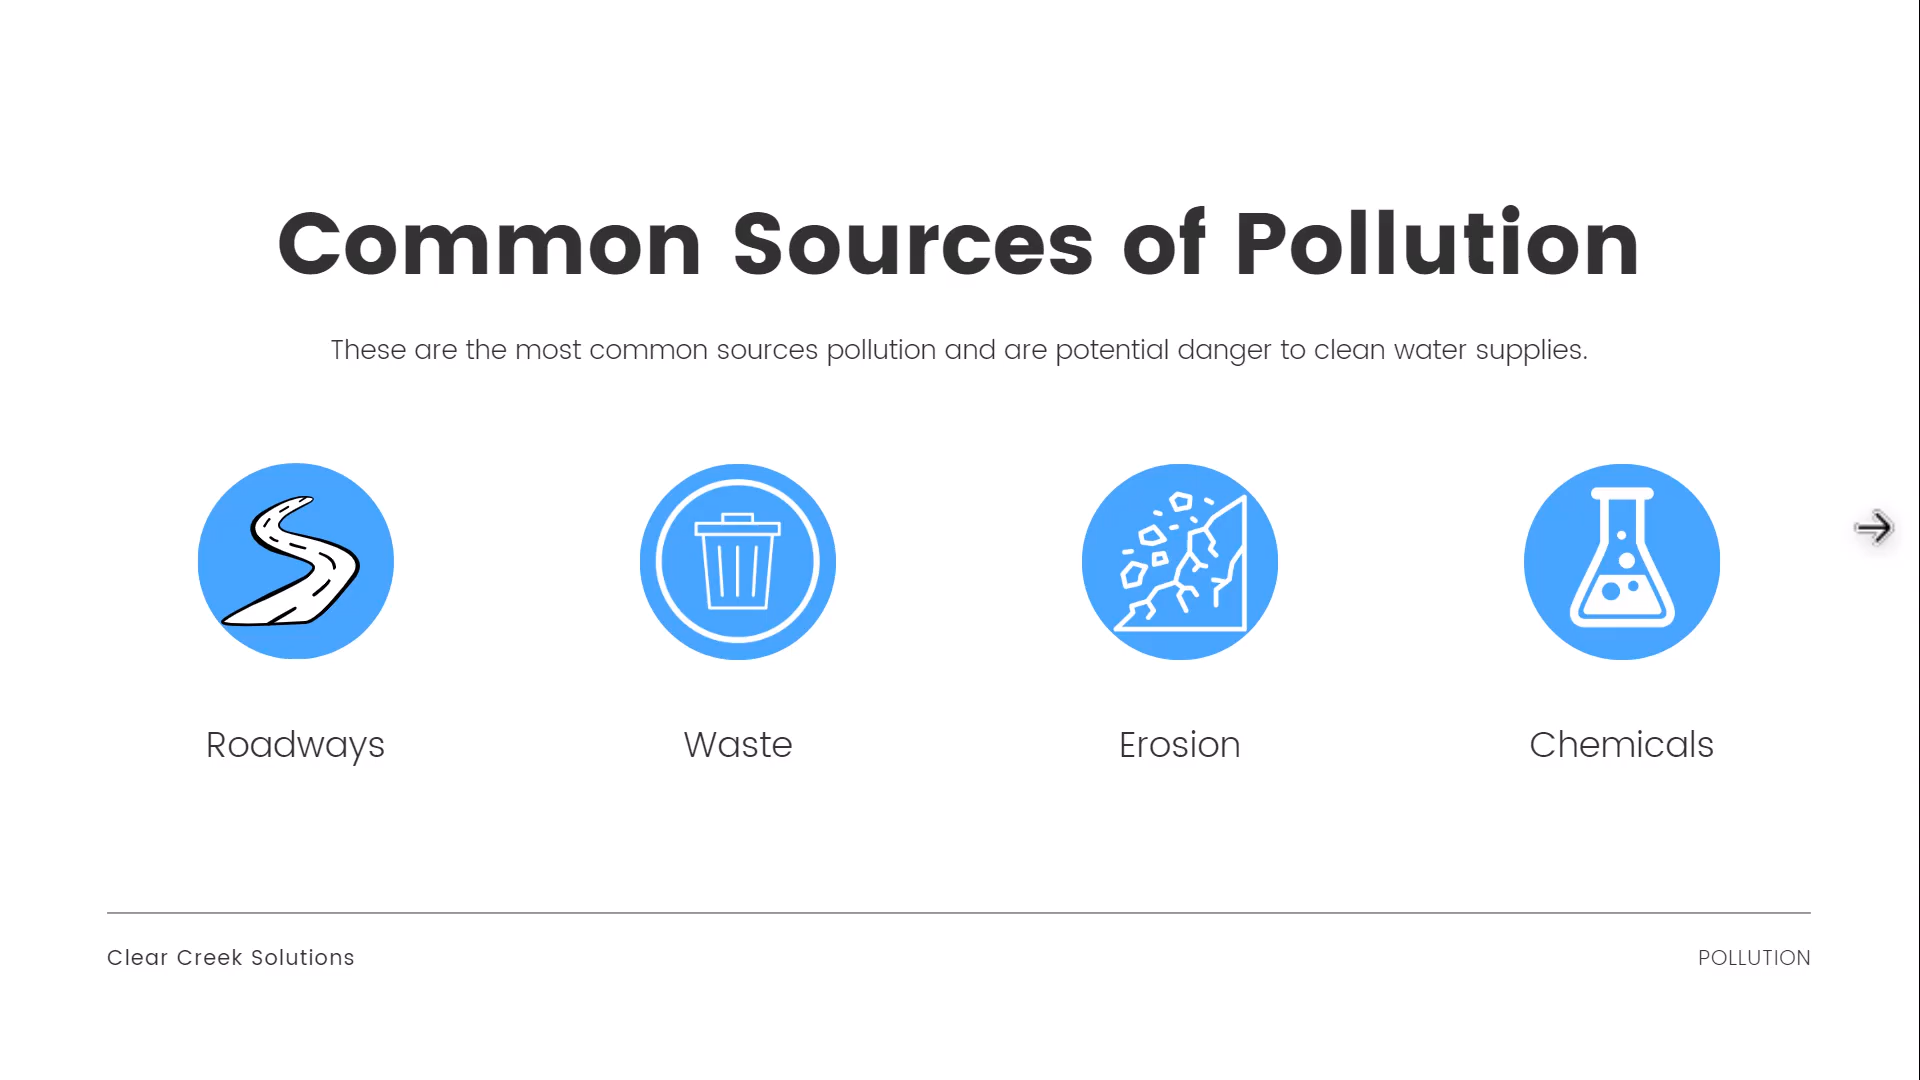 Common Sources of Pollution
These are the most common sources pollution and are potential danger to clean water supplies.
Roadways
Waste
Erosion
Chemicals
Clear Creek Solutions
POLLUTION